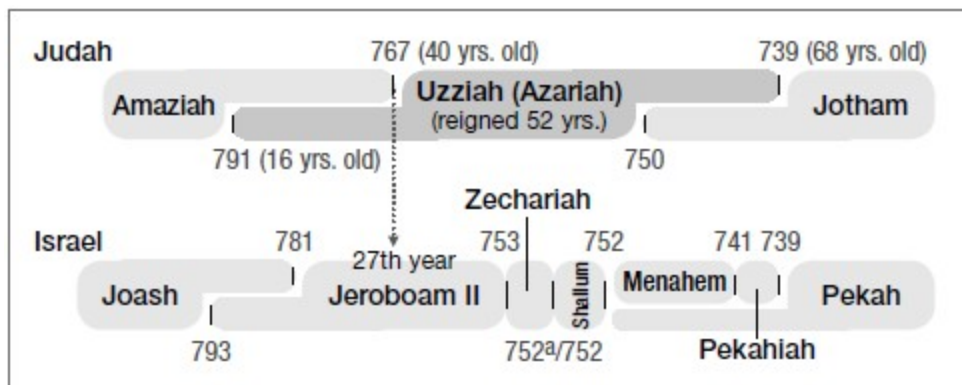 Judah
767 (40 yrs. old)
739 (68 yrs. old)
Amaziah
Uzziah (Azariah)
(reigned 52 yrs.)
Jotham
791 (16 yrs. old)
750
Zechariah
Israel
781
27th year
753
752
741
739
Joash
Jeroboam II
Shallum
Menahem
Pekah
793
752ᵃ/752
Pekahiah